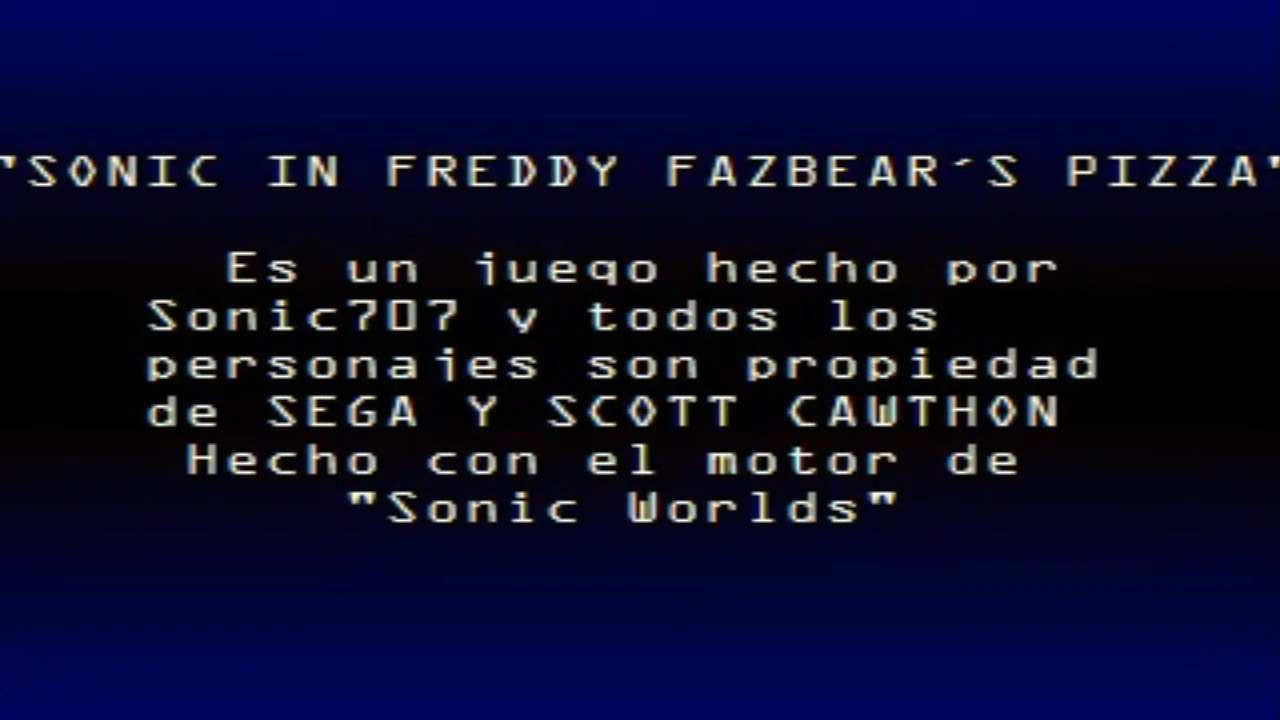 "SONIC IN FREDDY FAZBEAR´S PIZZA"
Es un juego hecho por
Sonic707 y todos los
personajes son propiedad
de SEGA Y SCOTT CAWTHON
Hecho con el motor de
"Sonic Worlds"